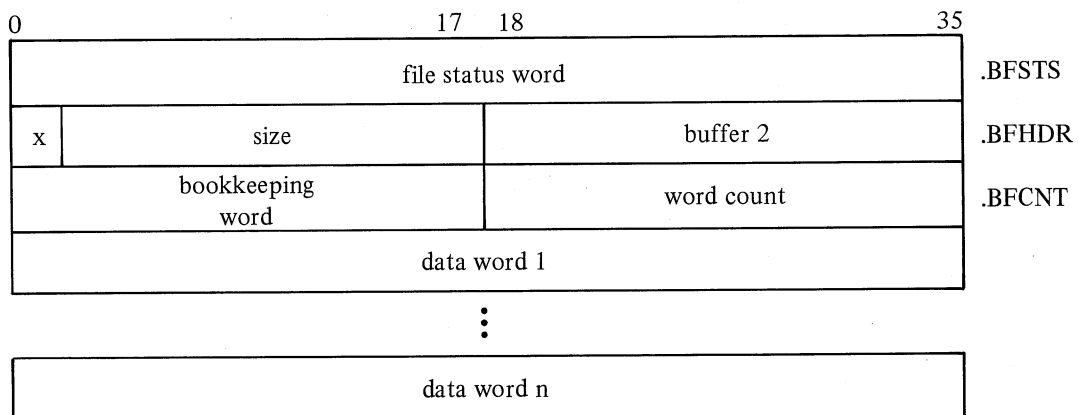 0 17 18 35
file status word .BFSTS
x size buffer 2 .BFHDR
bookkeeping
word word count .BFCNT
data word 1
data word n